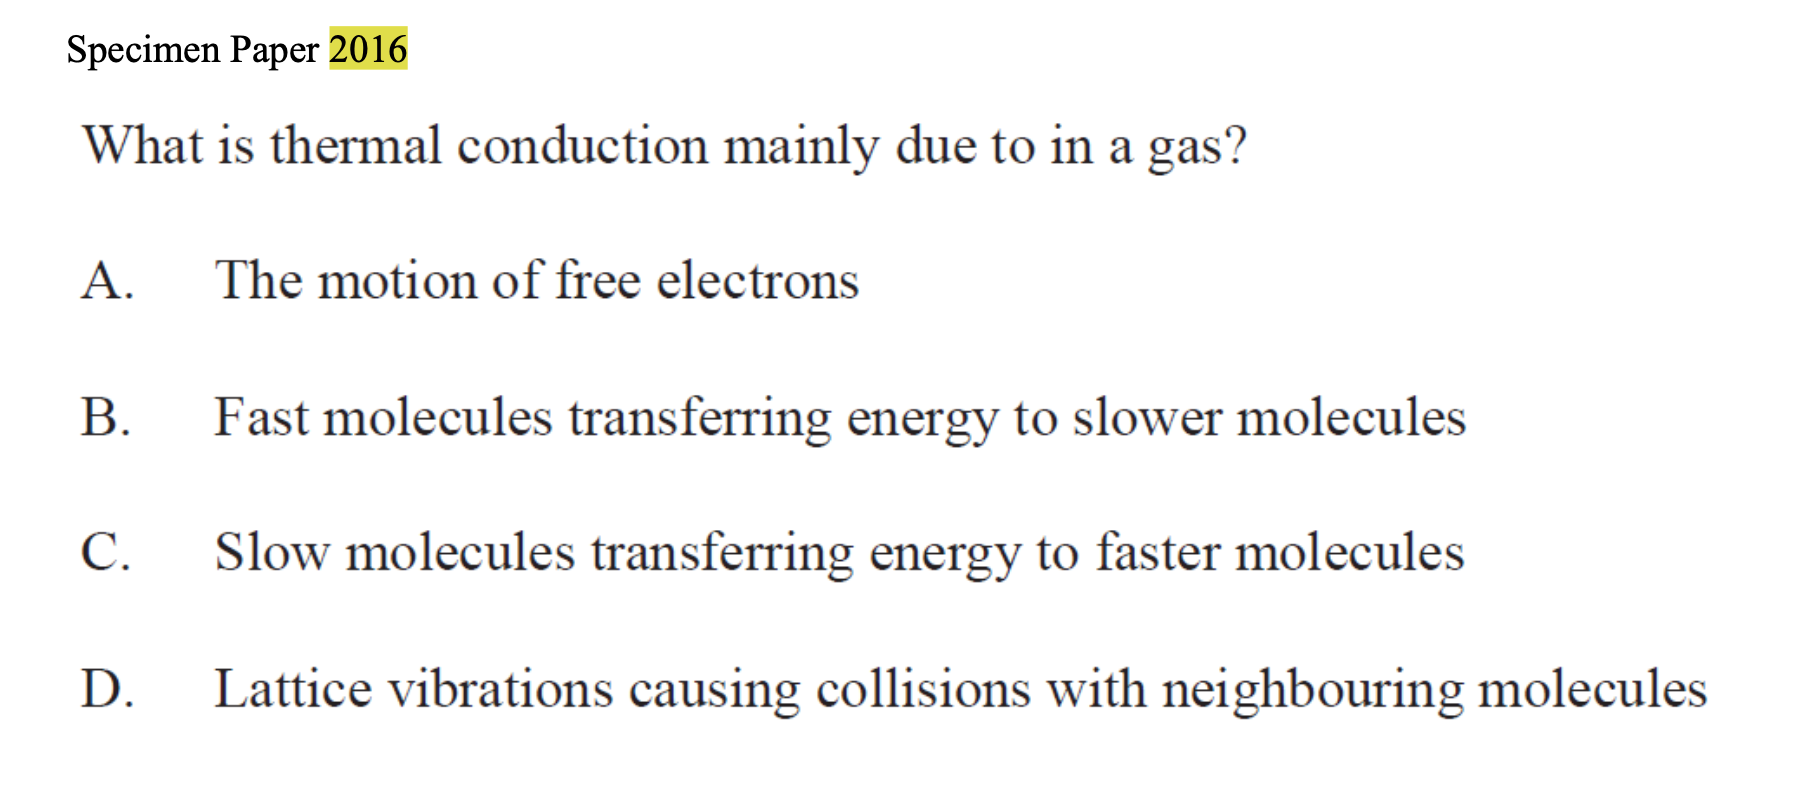 Specimen Paper 2016
What is thermal conduction mainly due to in a gas?
A. The motion of free electrons
B. Fast molecules transferring energy to slower molecules
C. Slow molecules transferring energy to faster molecules
D. Lattice vibrations causing collisions with neighbouring molecules